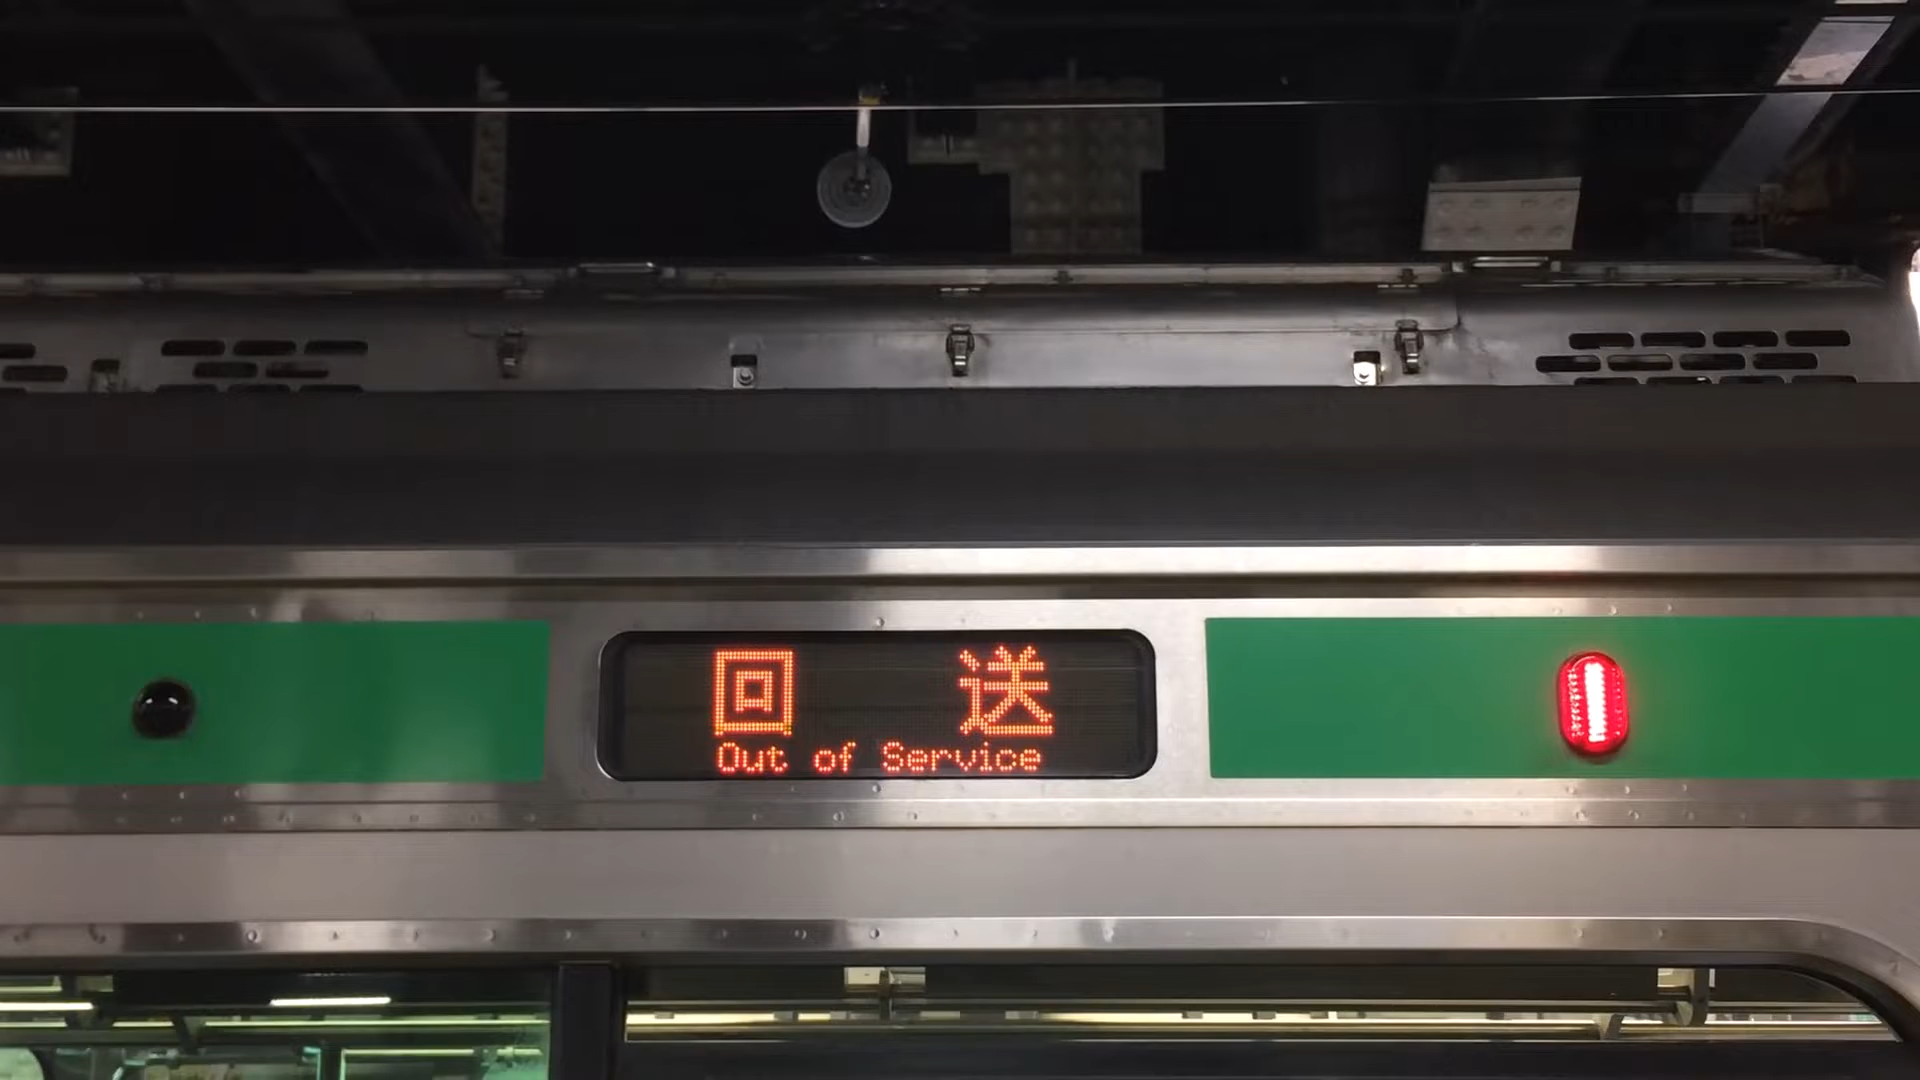 回送
Out of Service